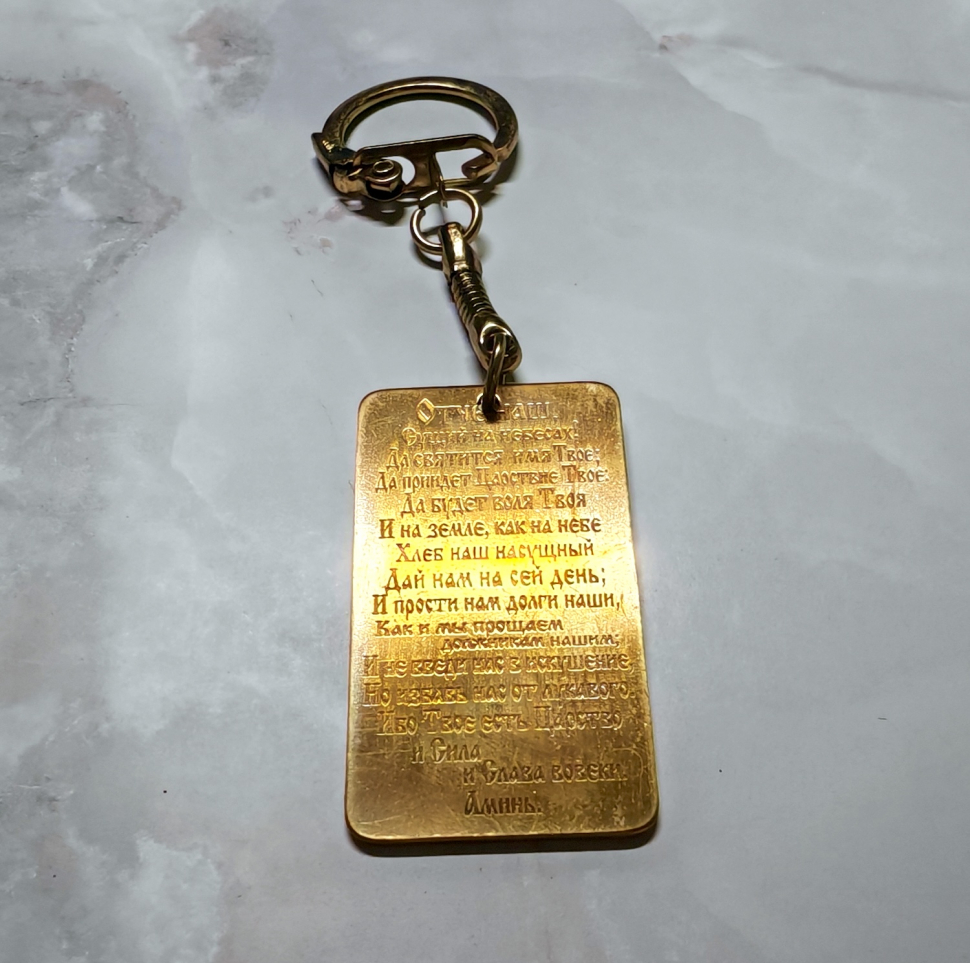 Отче наш.
Сущий на небесах;
Да святится имя Твое;
Да приидет Царствие Твое;
Да будет воля Твоя
И на земле, как на небе
Хлеб наш насущный
Дай нам на сей день;
И прости нам долги наши,
Как и мы прощаем
должникам нашим;
И не введи нас в искушение,
Но избавь нас от лукавого.
Ибо Твое есть Царство
и Сила
и Слава вовеки.
Аминь.